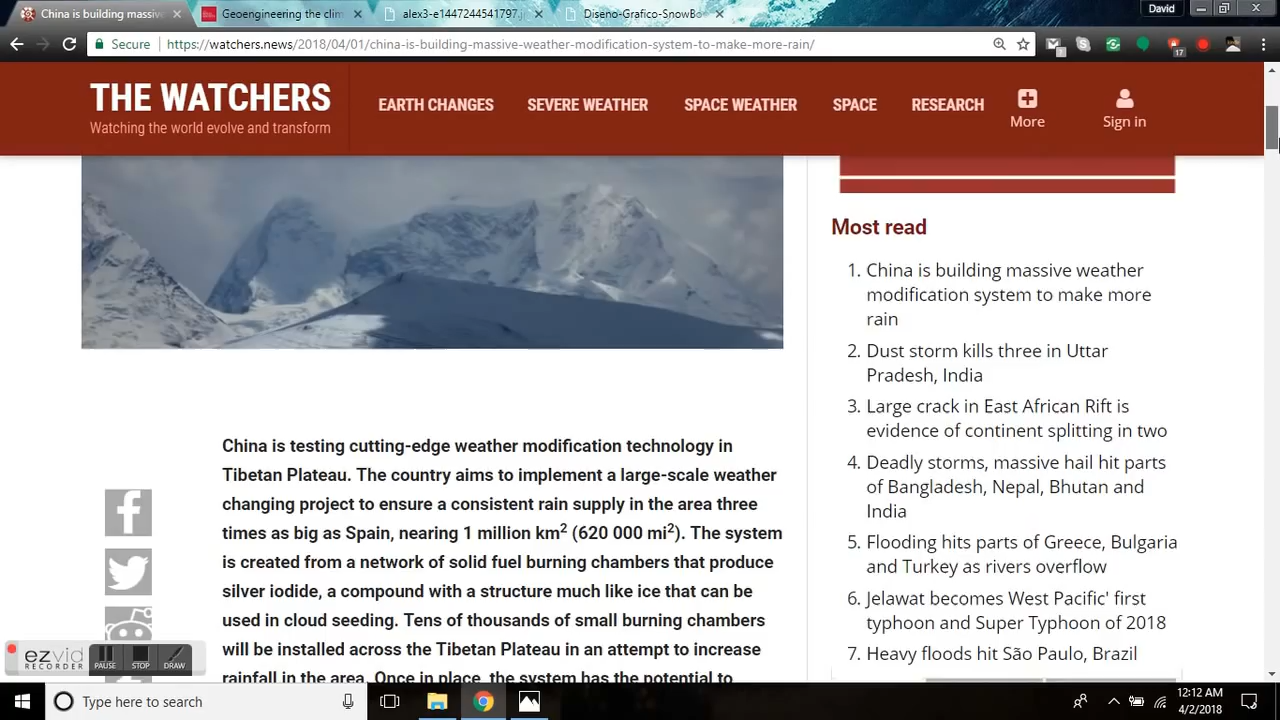 China is building massiv
Geoengineering the clim
alex3-e1447244541797.j
Diseno-Grafico-SnowBo
David
Secure
https://watchers.news/2018/04/01/china-is-building-massive-weather-modification-system-to-make-more-rain/
1
17
THE WATCHERS
Watching the world evolve and transform
EARTH CHANGES
SEVERE WEATHER
SPACE WEATHER
SPACE
RESEARCH
More
Sign in
China is testing cutting-edge weather modification technology in
Tibetan Plateau. The country aims to implement a large-scale weather
changing project to ensure a consistent rain supply in the area three
times as big as Spain, nearing 1 million km² (620 000 mi²). The system
is created from a network of solid fuel burning chambers that produce
silver iodide, a compound with a structure much like ice that can be
used in cloud seeding. Tens of thousands of small burning chambers
will be installed across the Tibetan Plateau in an attempt to increase
rainfall in the area. Once in place, the system has the potential to
Most read
1. China is building massive weather
modification system to make more
rain
2. Dust storm kills three in Uttar
Pradesh, India
3. Large crack in East African Rift is
evidence of continent splitting in two
4. Deadly storms, massive hail hit parts
of Bangladesh, Nepal, Bhutan and
India
5. Flooding hits parts of Greece, Bulgaria
and Turkey as rivers overflow
6. Jelawat becomes West Pacific' first
typhoon and Super Typhoon of 2018
7. Heavy floods hit São Paulo, Brazil
ezvid
RECORDER
PAUSE
STOP
DRAW
Type here to search
12:12 AM
4/2/2018